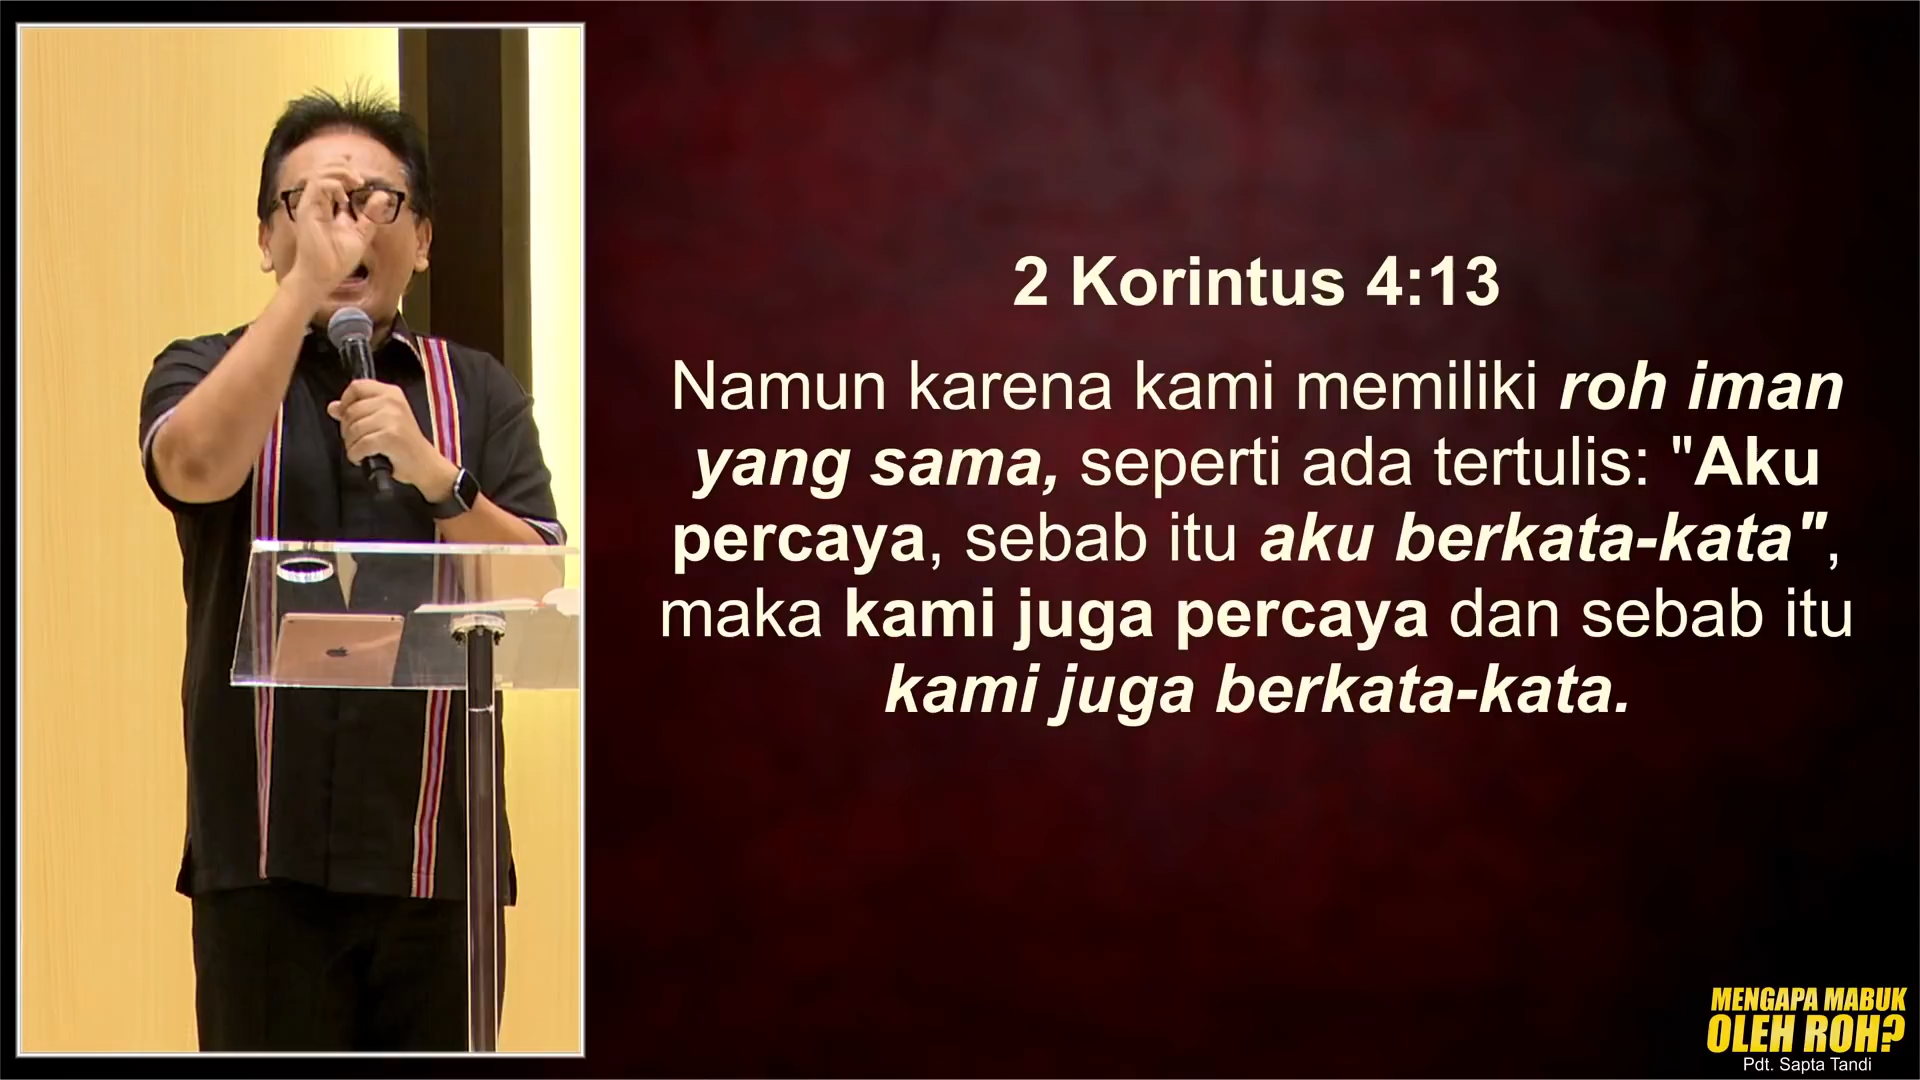 2 Korintus 4:13
Namun karena kami memiliki roh iman
yang sama, seperti ada tertulis: "Aku
percaya, sebab itu aku berkata-kata",
maka kami juga percaya dan sebab itu
kami juga berkata-kata.
MENGAPA MABUK
OLEH ROH?
Pdt. Sapta Tandi